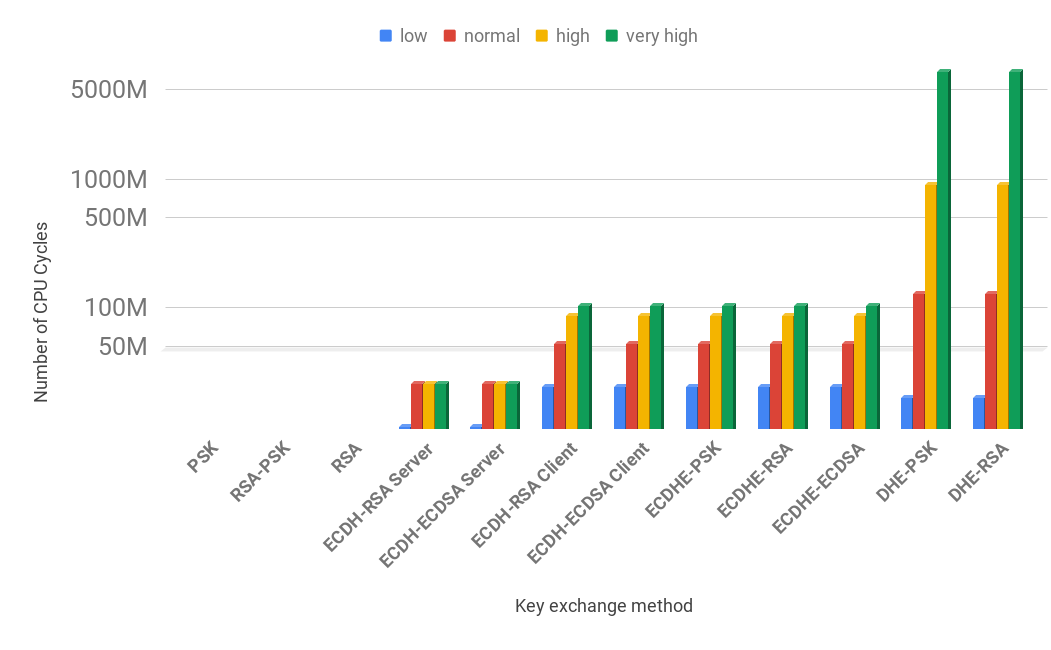 low normal high very high
5000M
1000M
500M
100M
50M
Number of CPU Cycles
PSK
RSA-PSK
RSA
ECDH-RSA Server
ECDH-ECDSA Server
ECDH-RSA Client
ECDH-ECDSA Client
ECDHE-PSK
ECDHE-RSA
ECDHE-ECDSA
DHE-PSK
DHE-RSA
Key exchange method